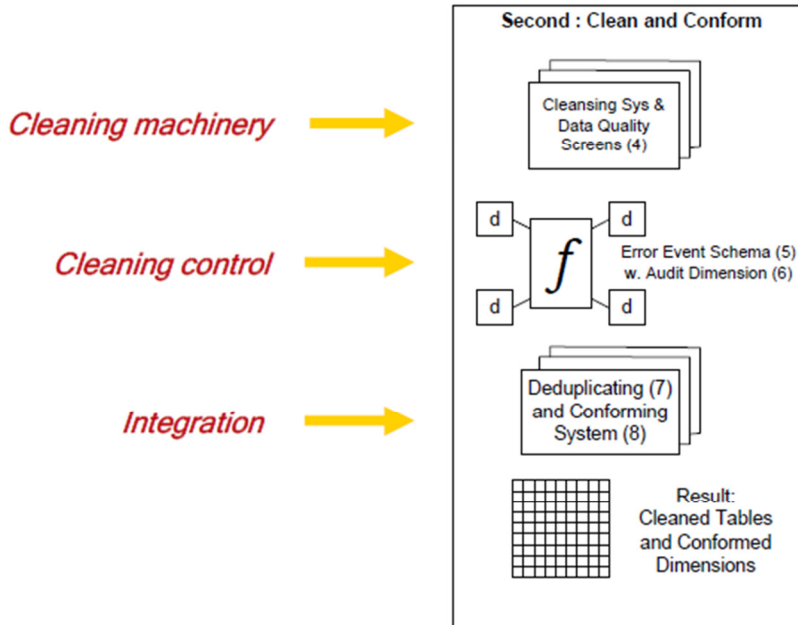 Second : Clean and Conform
Cleaning machinery
Cleansing Sys &
Data Quality
Screens (4)
Cleaning control
d
d
f
d
d
Error Event Schema (5)
w. Audit Dimension (6)
Integration
Deduplicating (7)
and Conforming
System (8)
Result:
Cleaned Tables
and Conformed
Dimensions